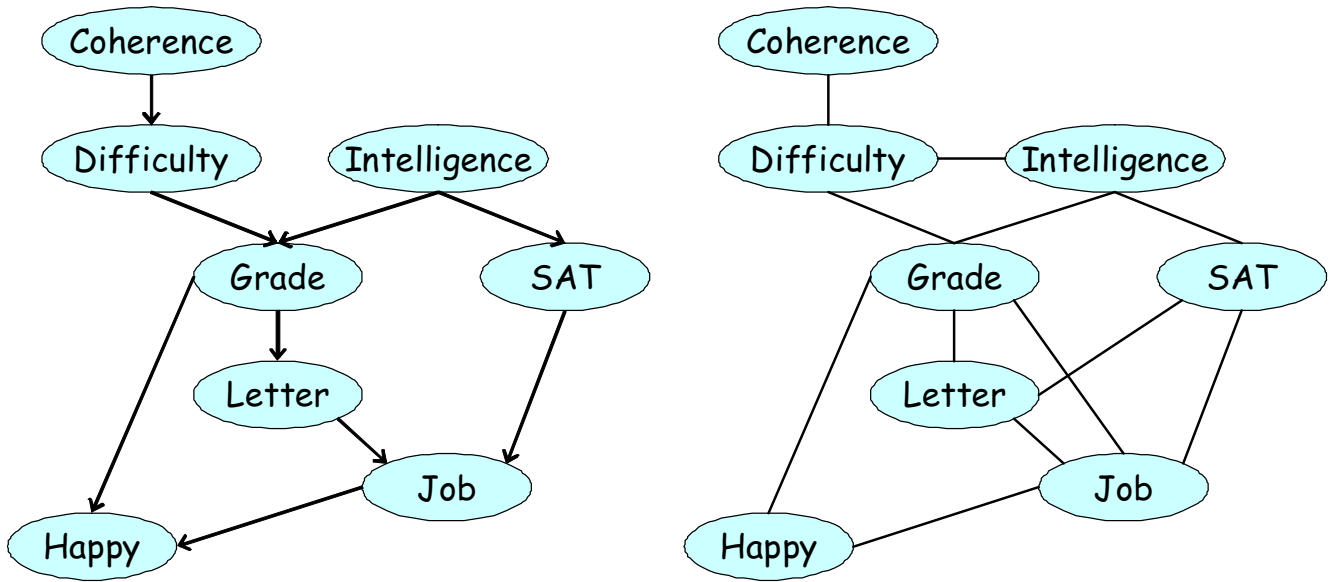 Coherence
Difficulty
Intelligence
Grade
SAT
Letter
Job
Happy
Coherence
Difficulty
Intelligence
Grade
SAT
Letter
Job
Happy